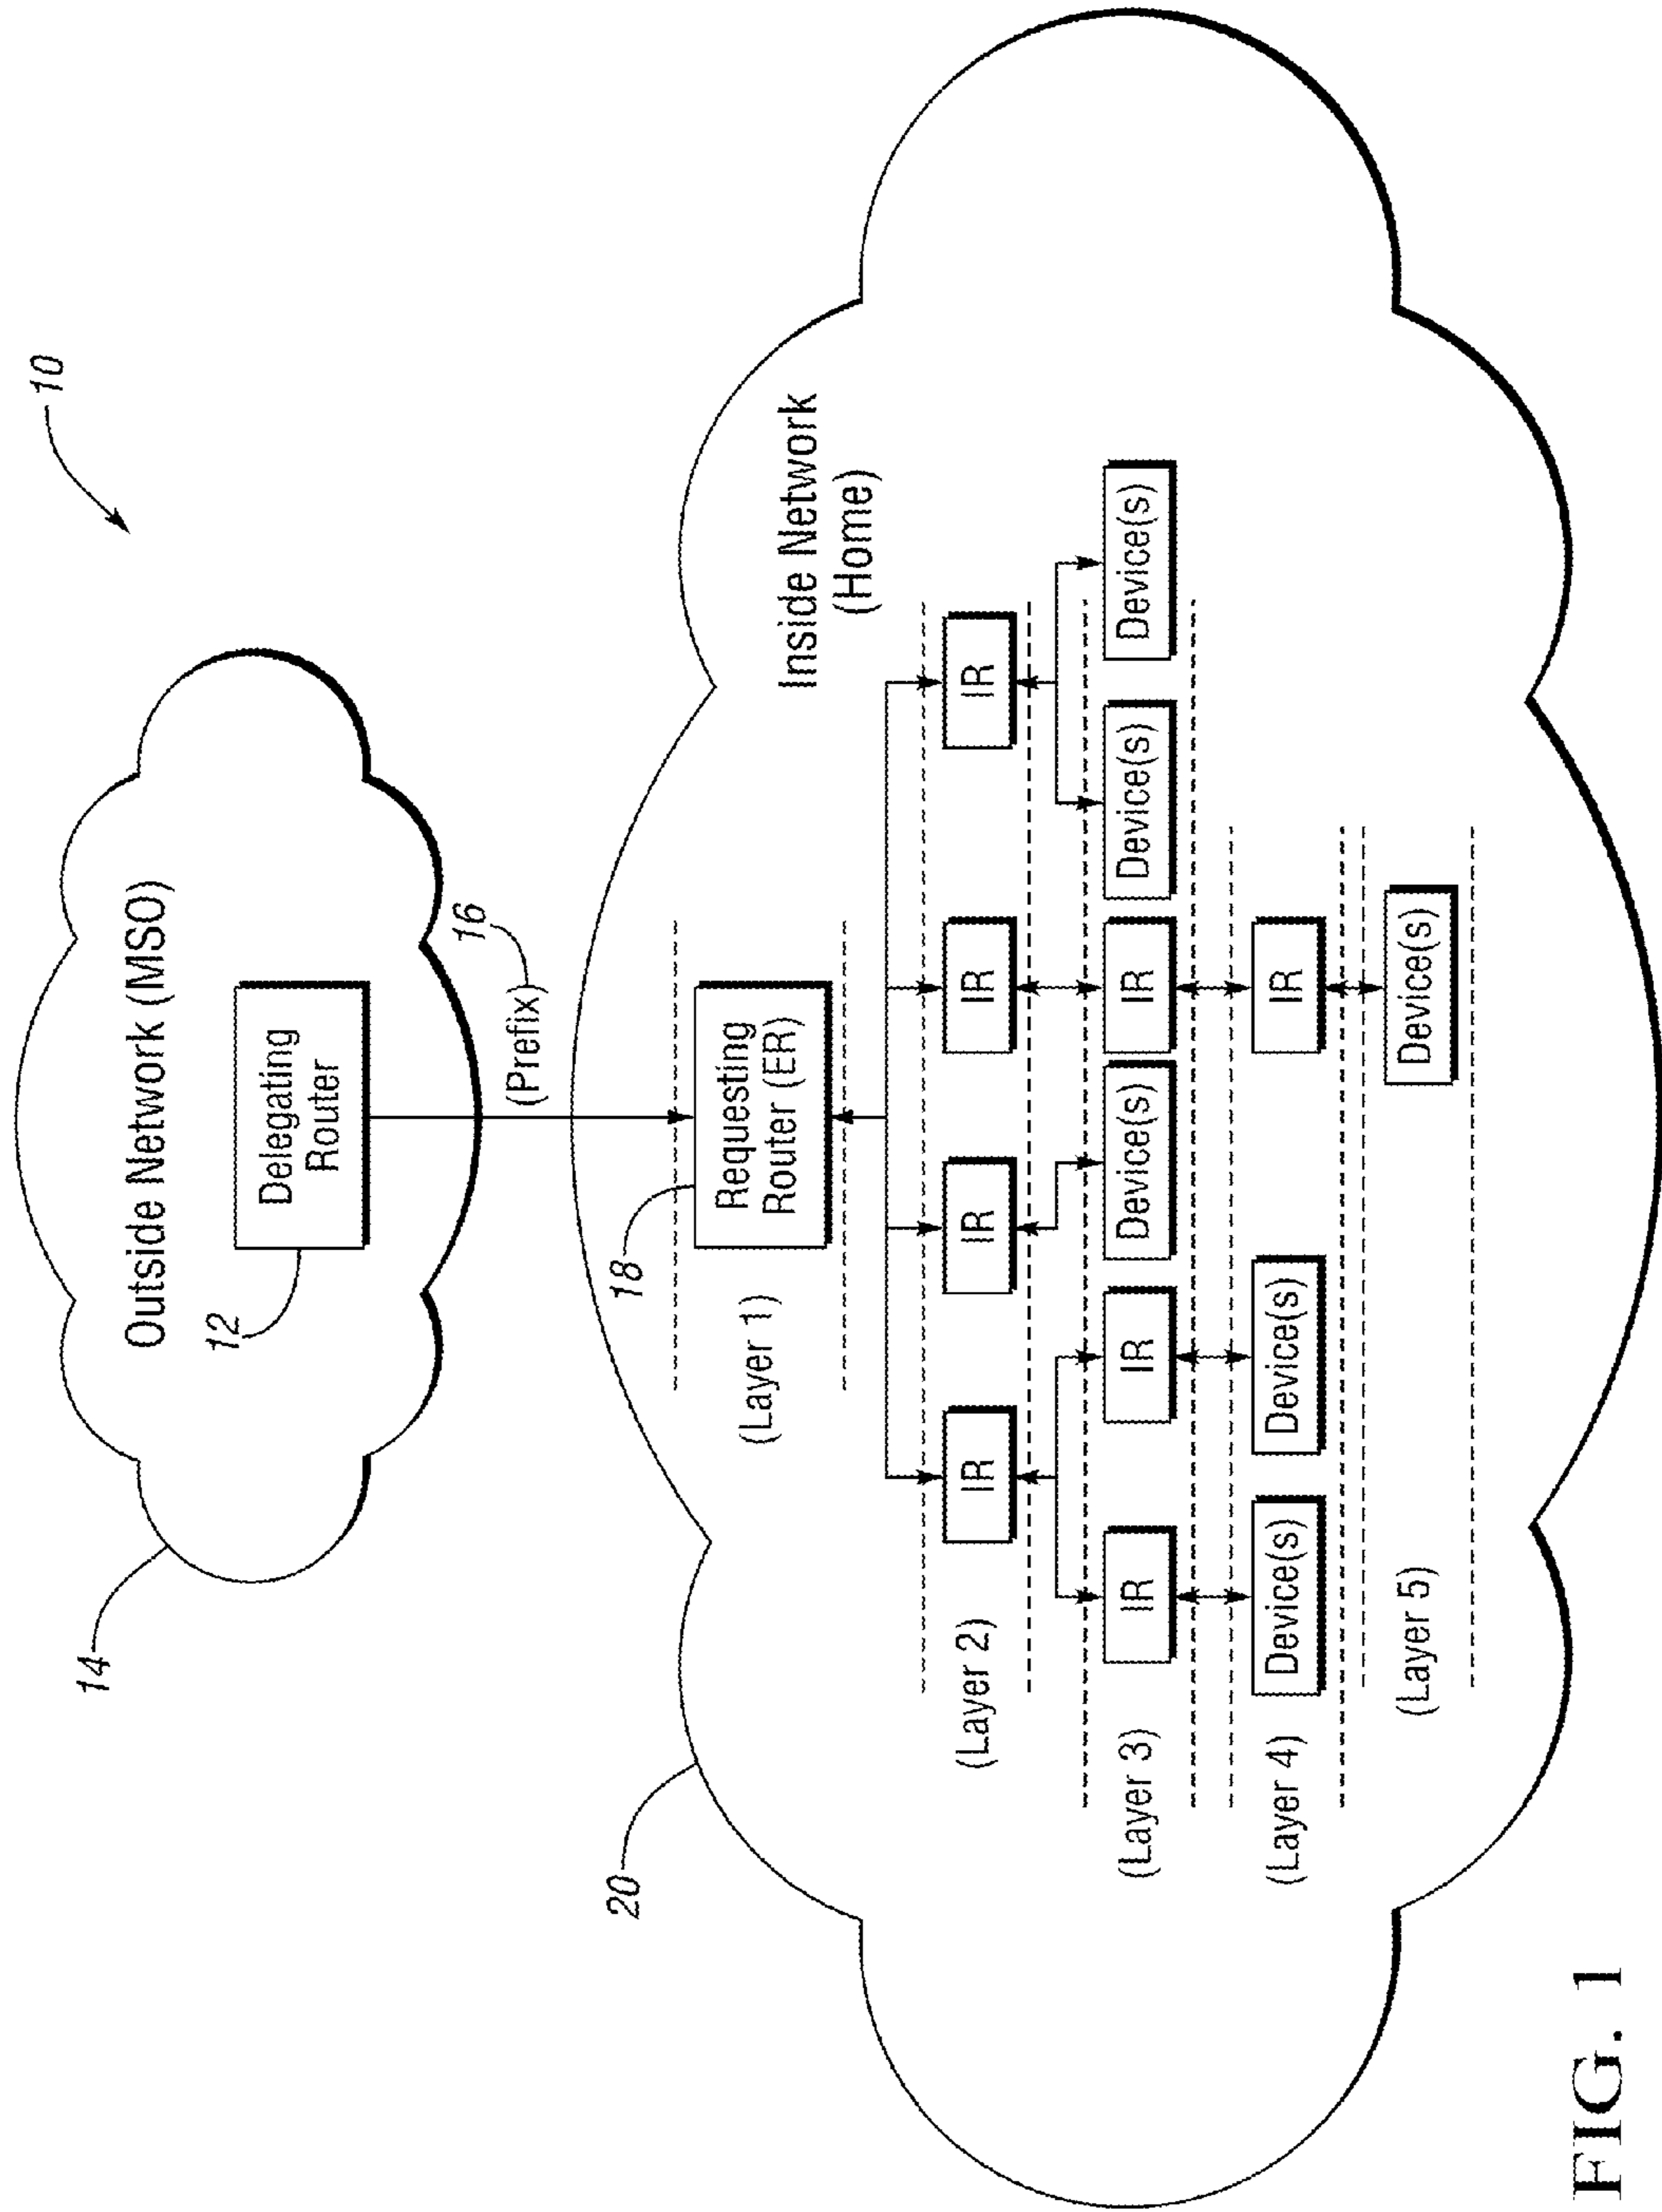 10
14
Outside Network (MSO)
12
Delegating
Router
(Prefix)
16
20
18
Requesting
Router (ER)
(Layer 1)
Inside Network
(Home)
(Layer 2)
IR
IR
IR
IR
(Layer 3)
IR
IR
Device(s)
IR
Device(s)
Device(s)
(Layer 4)
Device(s)
Device(s)
IR
(Layer 5)
Device(s)
FIG. 1